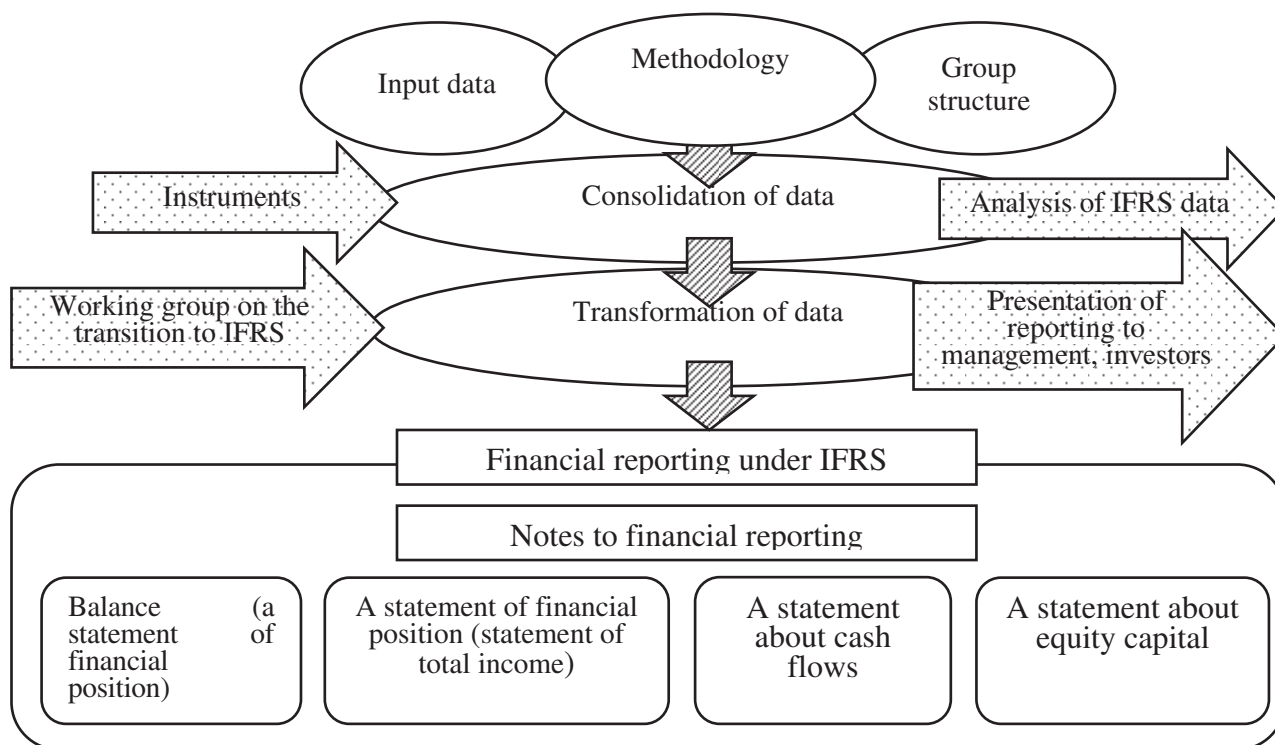 Input data
Methodology
Group
structure
Instruments
Consolidation of data
Analysis of IFRS data
Working group on the
transition to IFRS
Transformation of data
Presentation of
reporting to
management, investors
Financial reporting under IFRS
Notes to financial reporting
Balance (a
statement of
financial
position)
A statement of financial
position (statement of
total income)
A statement
about cash
flows
A statement about
equity capital